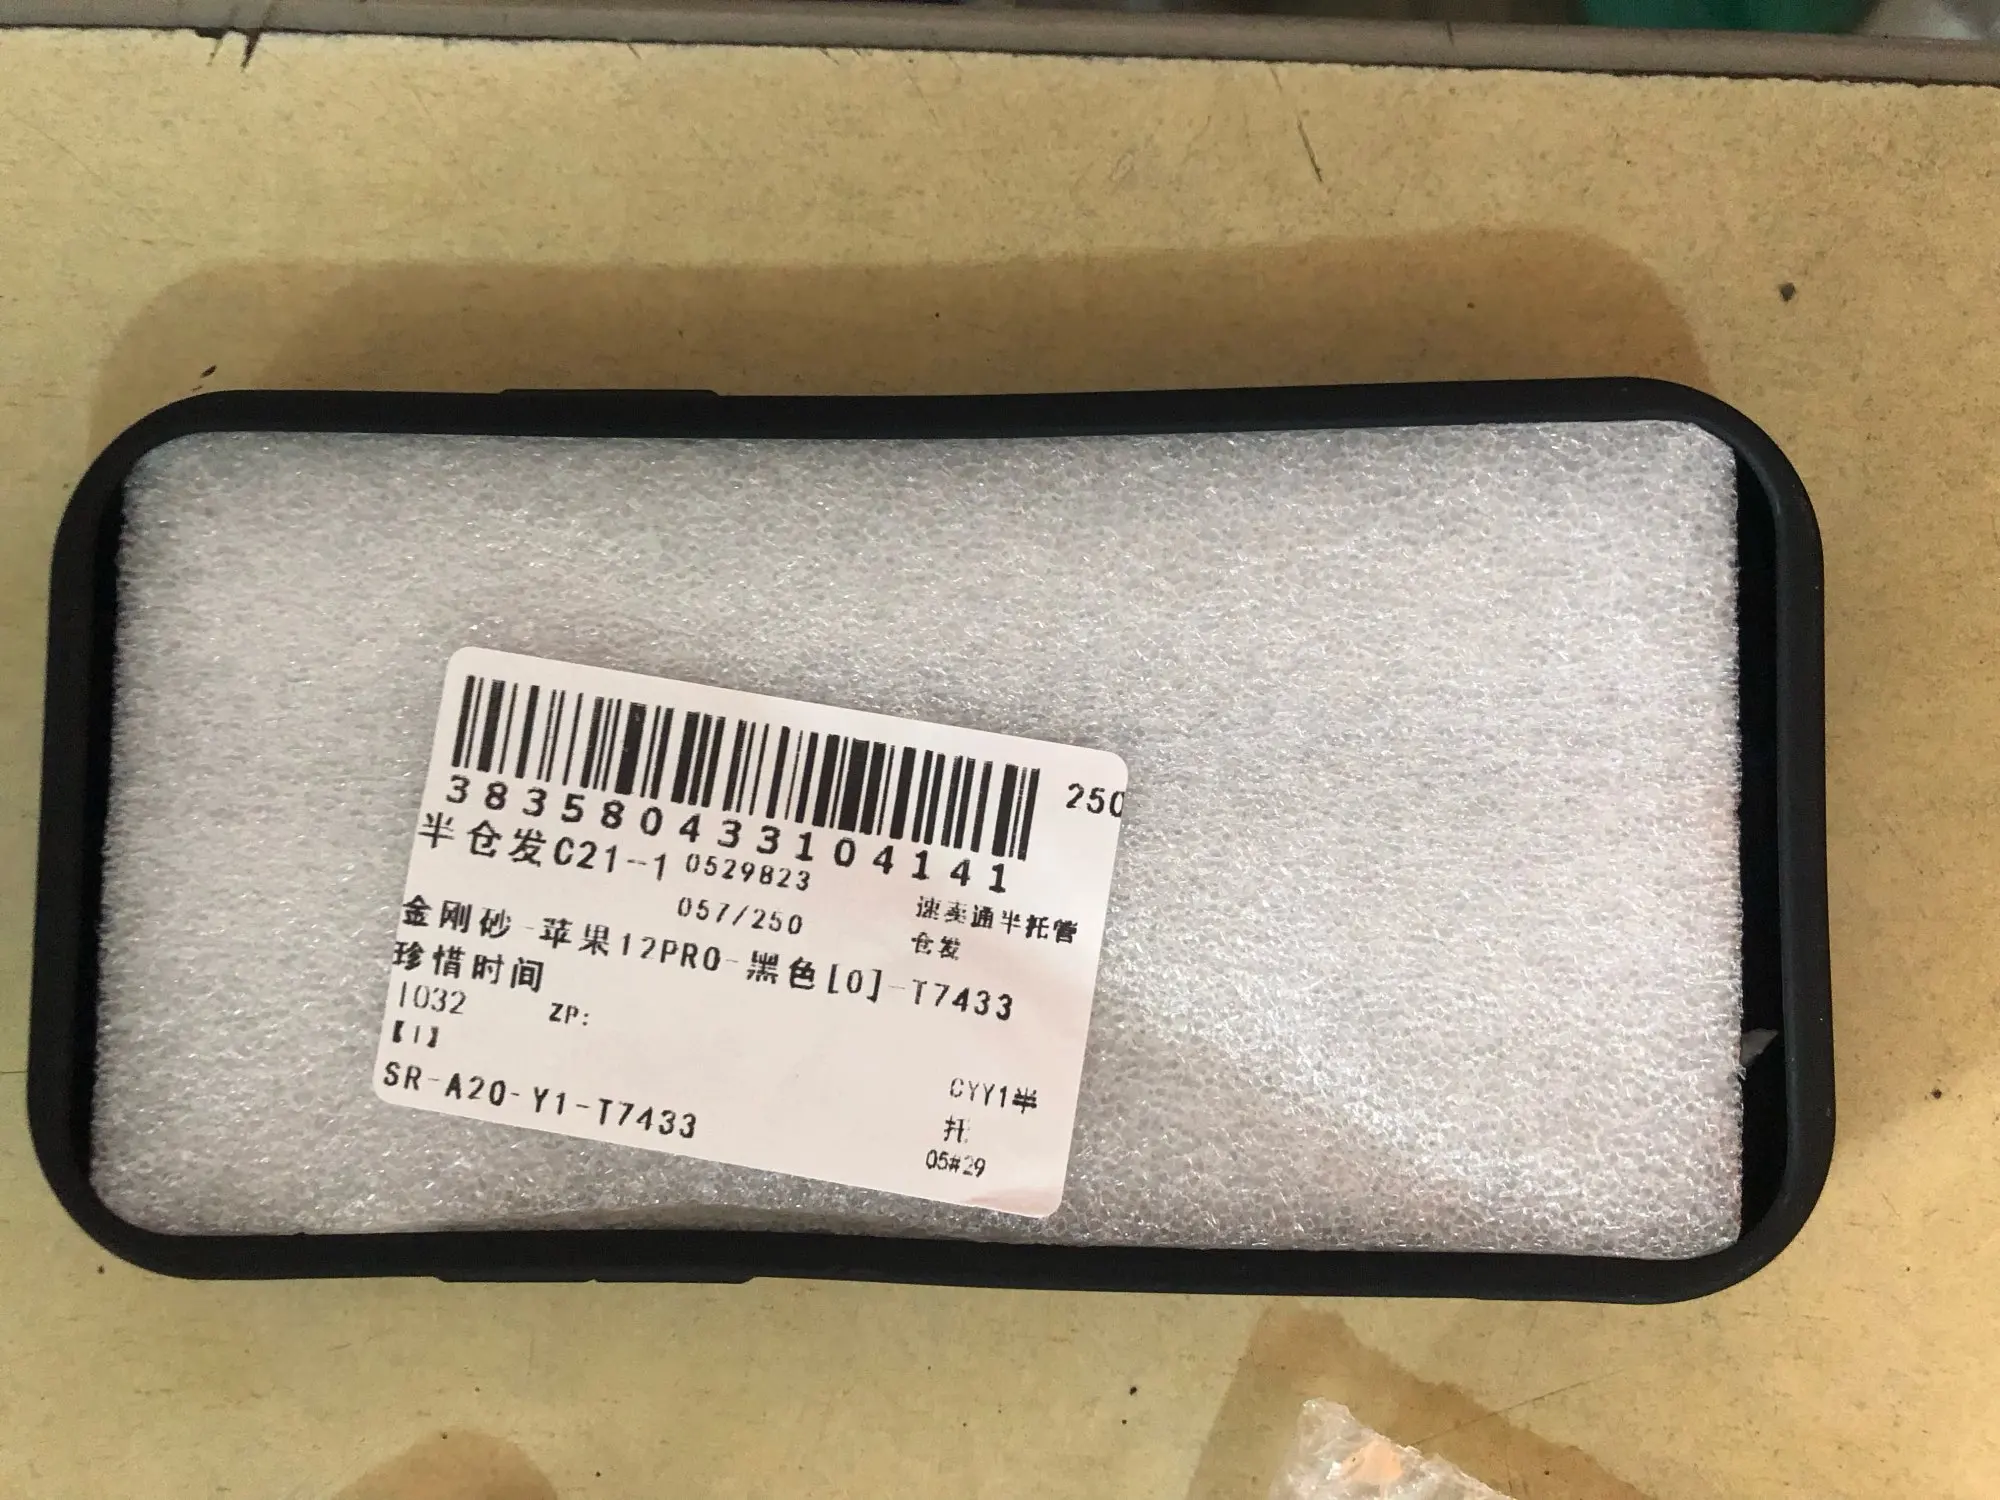 250
383580433104141
半仓发C21--1 0529823
057/250
速卖通半托管
仓发
金刚砂-苹果12PRO-黑色[0]-T7433
珍惜时间
1032 ZP:
【1】
SR-A20-Y1-T7433
CYY1半
托
05#29